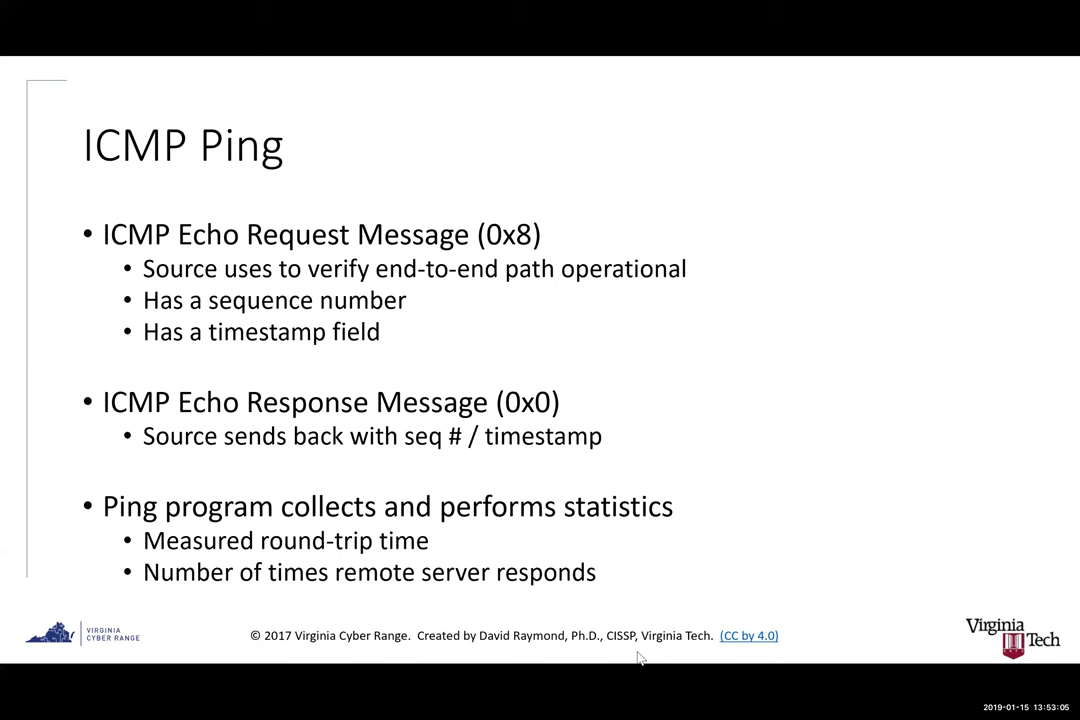 ICMP Ping
• ICMP Echo Request Message (0x8)
• Source uses to verify end-to-end path operational
• Has a sequence number
• Has a timestamp field
• ICMP Echo Response Message (0x0)
• Source sends back with seq # / timestamp
• Ping program collects and performs statistics
• Measured round-trip time
• Number of times remote server responds
VIRGINIA
CYBER RANGE
© 2017 Virginia Cyber Range. Created by David Raymond, Ph.D., CISSP, Virginia Tech. (CC by 4.0)
Virginia
Tech
2019-01-15 13:53:05